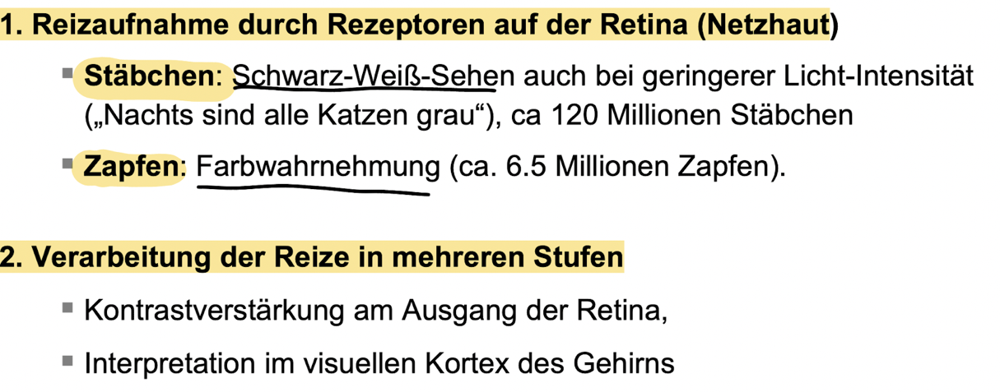 1. Reizaufnahme durch Rezeptoren auf der Retina (Netzhaut)
▪ Stäbchen: Schwarz-Weiß-Sehen auch bei geringerer Licht-Intensität
(„Nachts sind alle Katzen grau“), ca 120 Millionen Stäbchen
▪ Zapfen: Farbwahrnehmung (ca. 6.5 Millionen Zapfen).
2. Verarbeitung der Reize in mehreren Stufen
▪ Kontrastverstärkung am Ausgang der Retina,
▪ Interpretation im visuellen Kortex des Gehirns